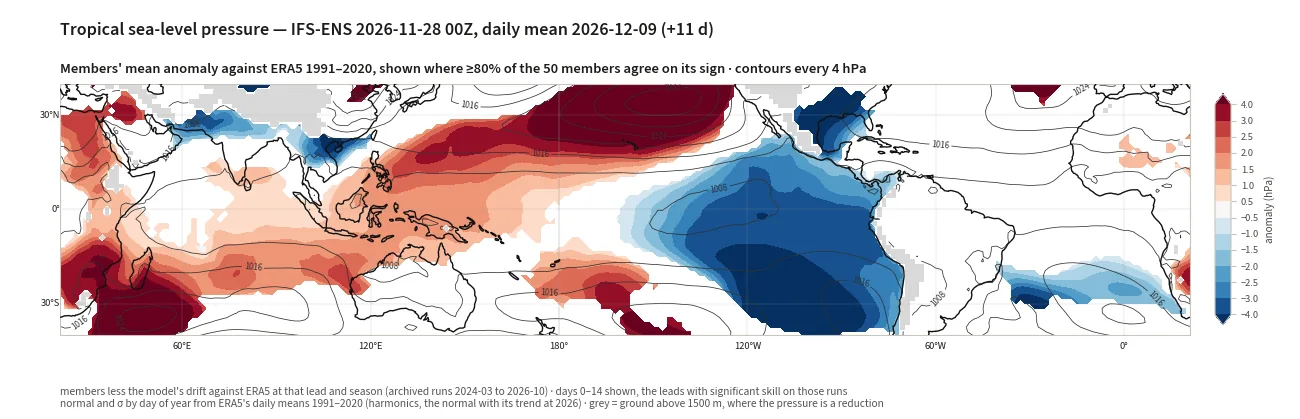 Tropical sea-level pressure — IFS-ENS 2026-11-28 00Z, daily mean 2026-12-09 (+11 d)
Members' mean anomaly against ERA5 1991–2020, shown where ≥80% of the 50 members agree on its sign · contours every 4 hPa
30°N
0°
30°S
60°E
120°E
180°
120°W
60°W
0°
1016
1016
1016
1024
1016
1008
1016
1008
1016
1016
1008
1016
1016
4.0
3.0
2.5
2.0
1.5
1.0
0.5
−0.5
−1.0
−1.5
−2.0
−2.5
−3.0
−4.0
anomaly (hPa)
members less the model's drift against ERA5 at that lead and season (archived runs 2024-03 to 2026-10) · days 0–14 shown, the leads with significant skill on those runs
normal and σ by day of year from ERA5's daily means 1991–2020 (harmonics, the normal with its trend at 2026) · grey = ground above 1500 m, where the pressure is a reduction